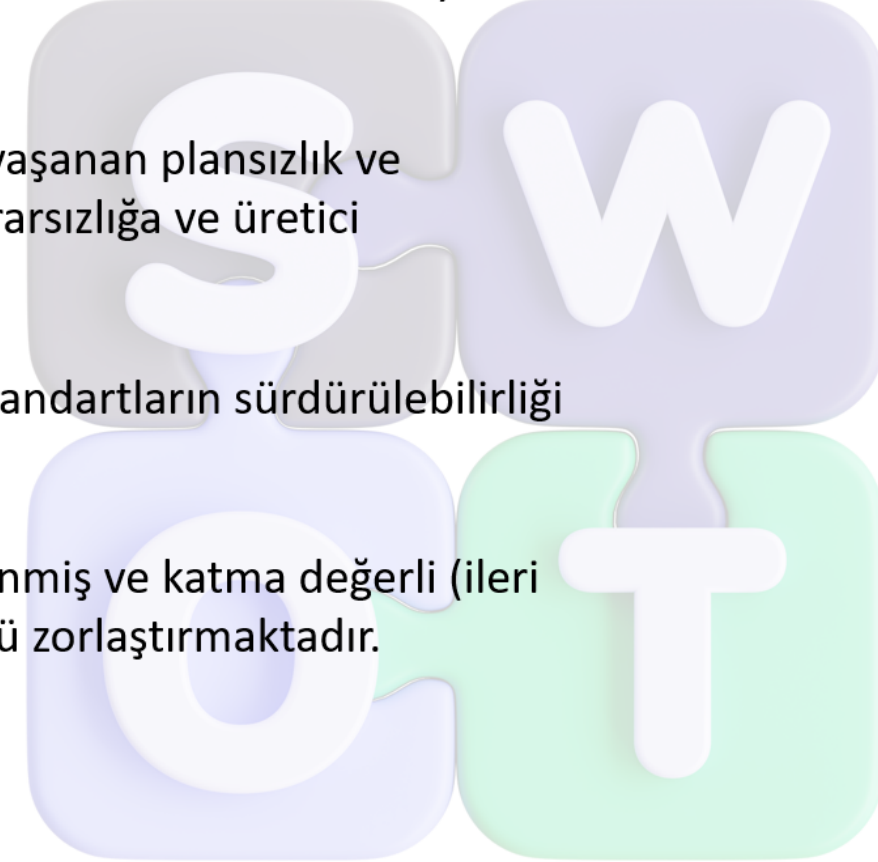 S W
yaşanan plansızlık ve
rarsızlığa ve üretici
andartların sürdürülebilirliği
O T
nmiş ve katma değerli (ileri
ü zorlaştırmaktadır.